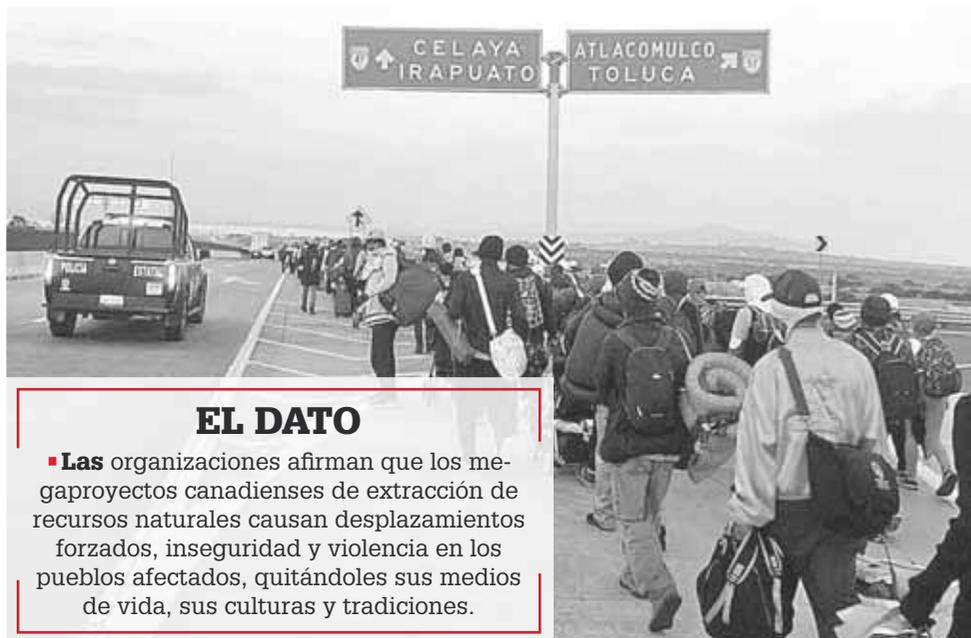 CELAYA
IRAPUATO
ATLACOMULCO
TOLUCA
POLICIA ESTATAL
EL DATO
▪Las organizaciones afirman que los me-
gaproyectos canadienses de extracción de
recursos naturales causan desplazamientos
forzados, inseguridad y violencia en los
pueblos afectados, quitándoles sus medios
de vida, sus culturas y tradiciones.